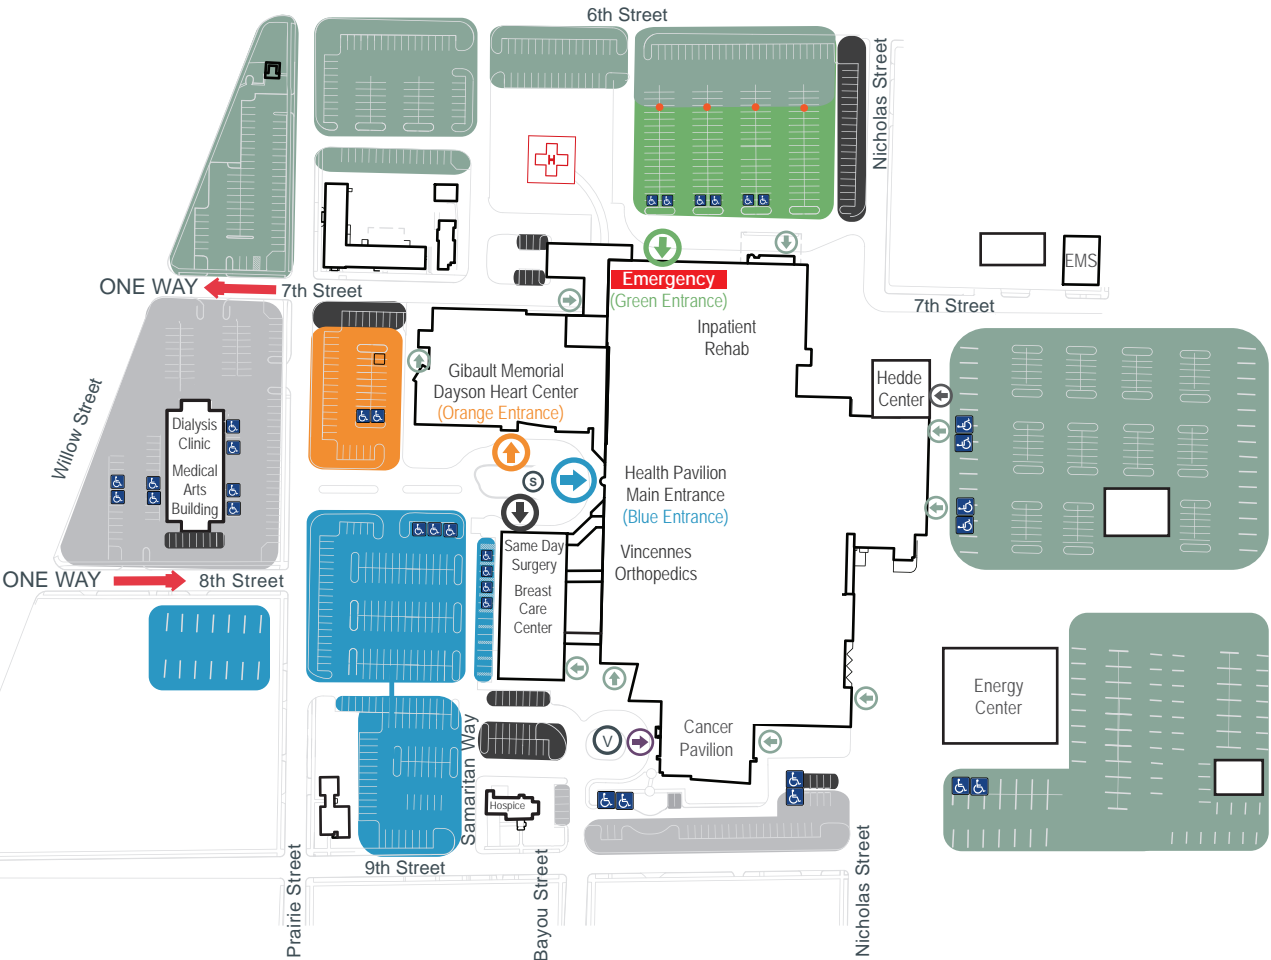 6th Street
Nicholas Street
H
ONE WAY
7th Street
Emergency
(Green Entrance)
Inpatient
Rehab
EMS
7th Street
Gibault Memorial
Dayson Heart Center
(Orange Entrance)
Hedde
Center
Willow Street
Dialysis
Clinic
Medical
Arts
Building
S
Health Pavilion
Main Entrance
(Blue Entrance)
Same Day
Surgery
Breast
Care
Center
Vincennes
Orthopedics
ONE WAY
8th Street
Energy
Center
Cancer
Pavilion
V
Samaritan Way
Hospice
9th Street
Prairie Street
Bayou Street
Nicholas Street